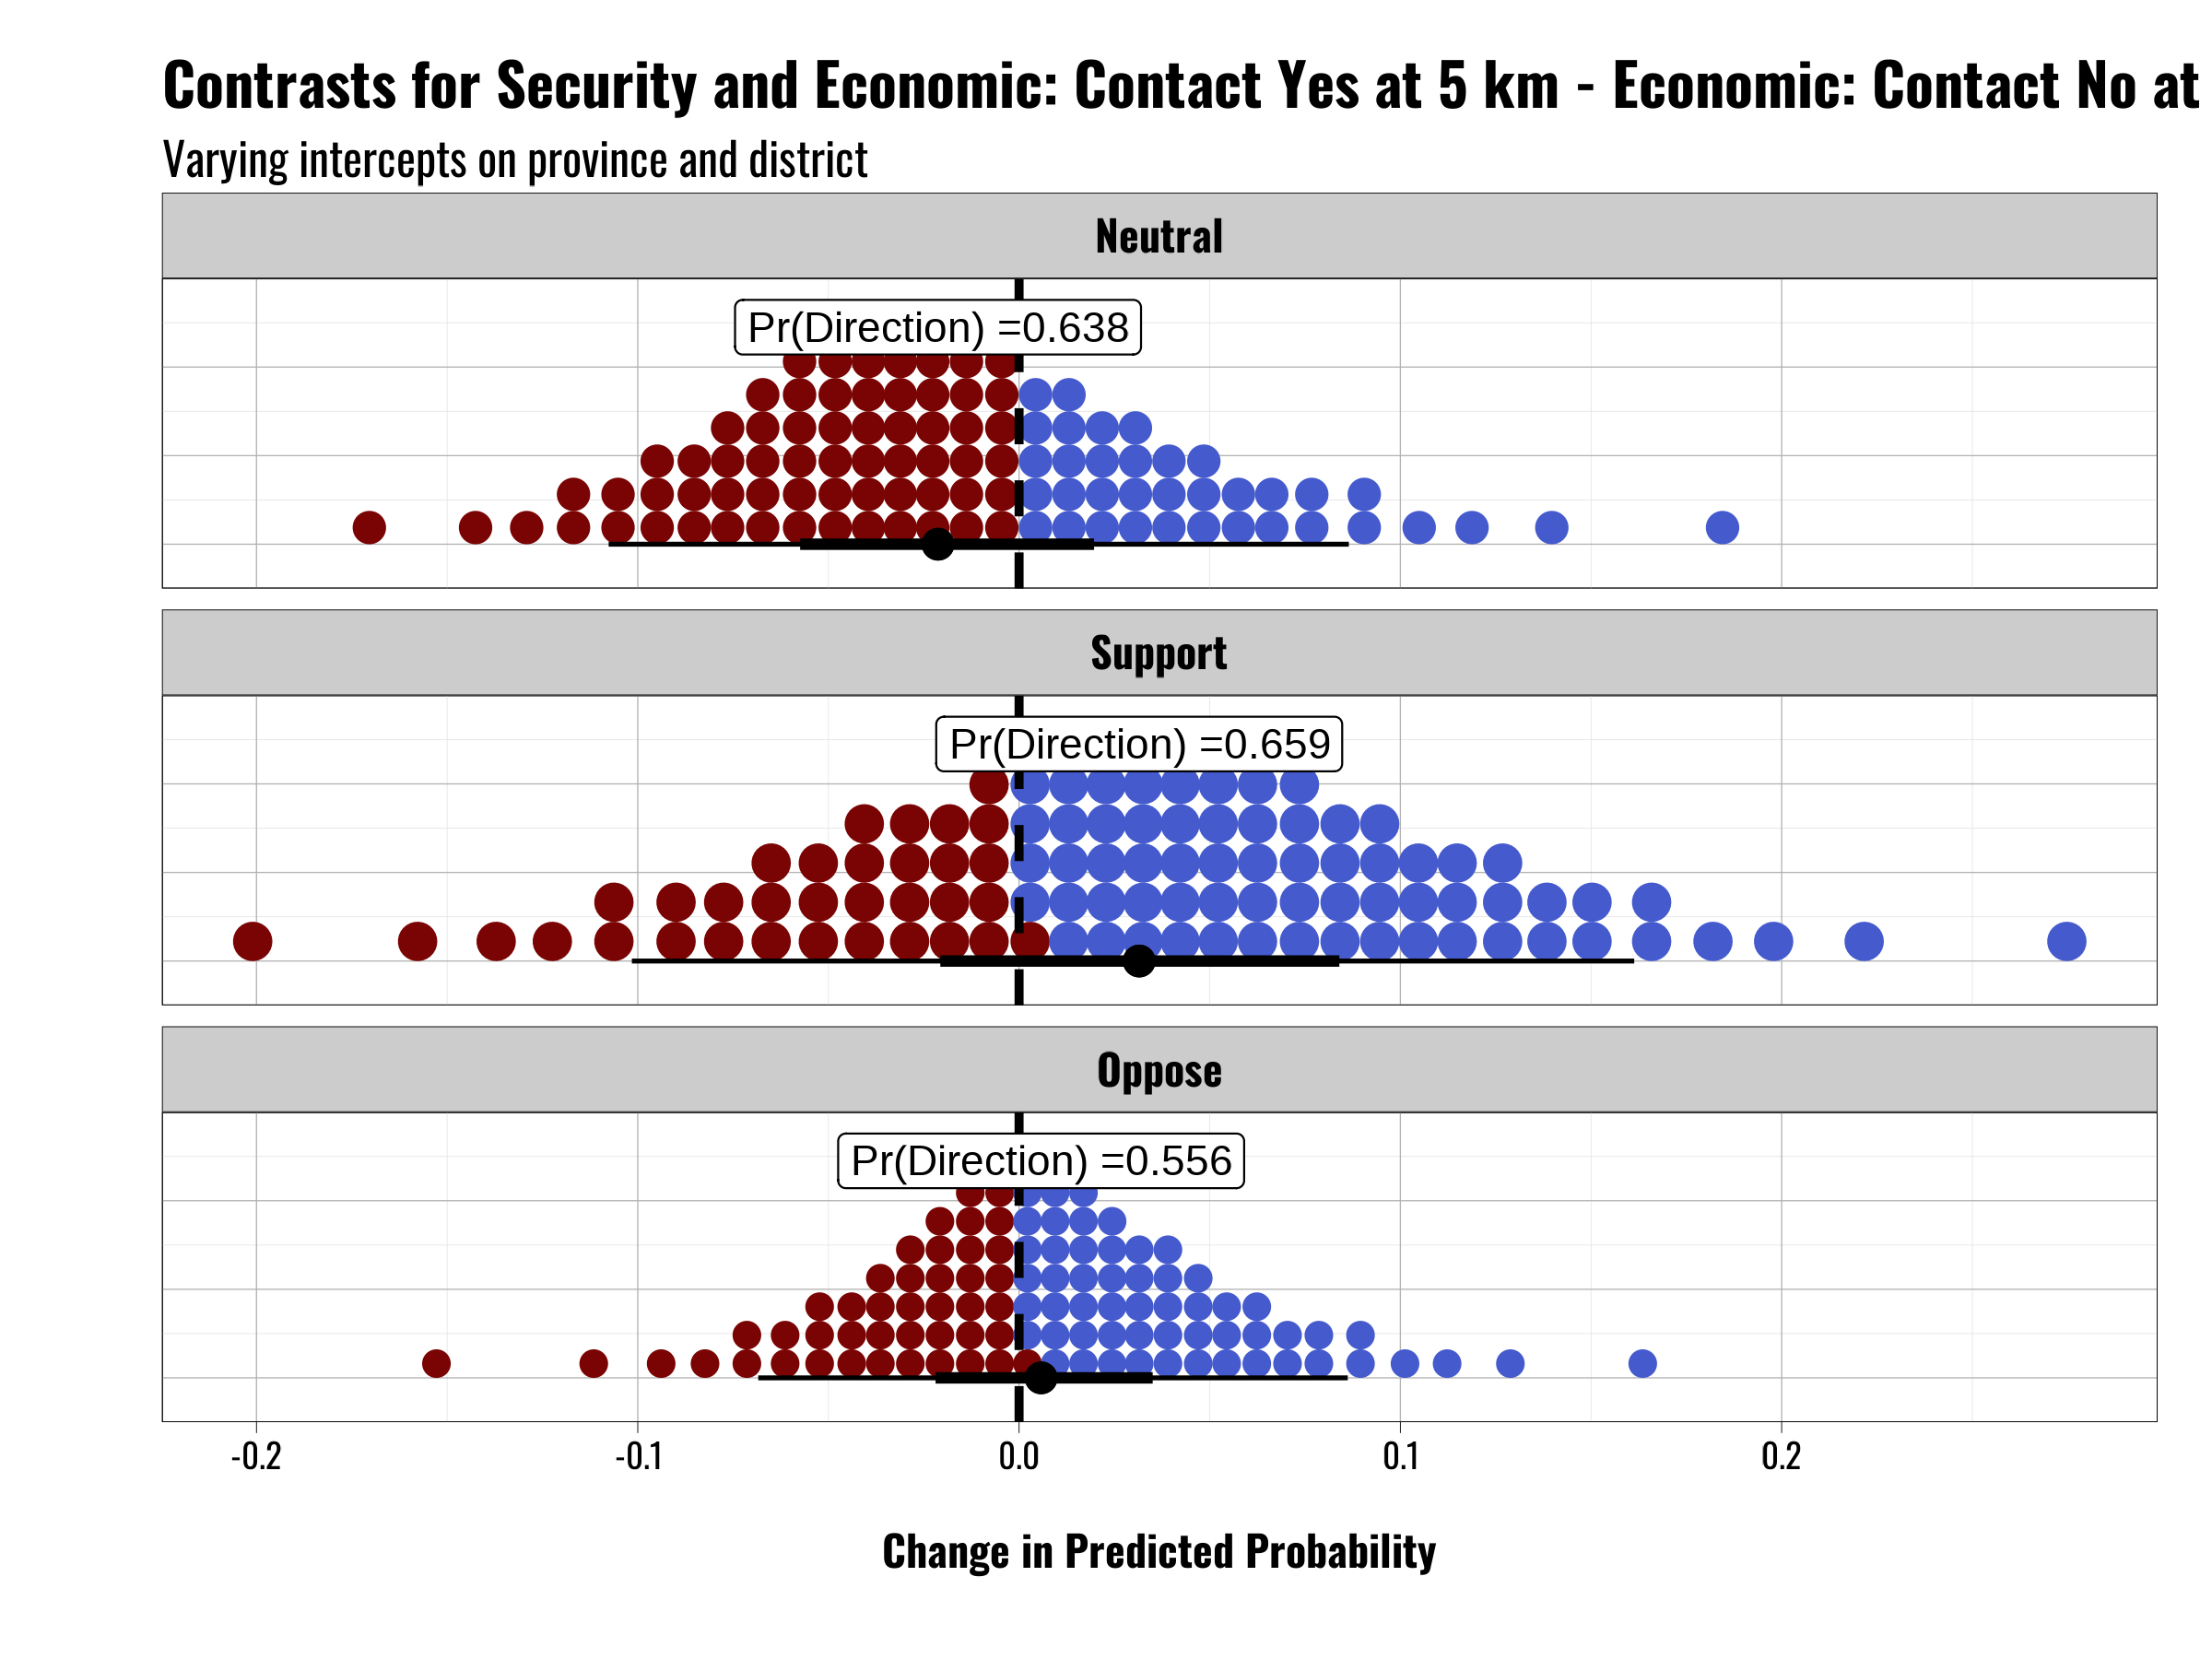 Contrasts for Security and Economic: Contact Yes at 5 km - Economic: Contact No at
Varying intercepts on province and district
Neutral
Pr(Direction) =0.638
Support
Pr(Direction) =0.659
Oppose
Pr(Direction) =0.556
-0.2 -0.1 0.0 0.1 0.2
Change in Predicted Probability